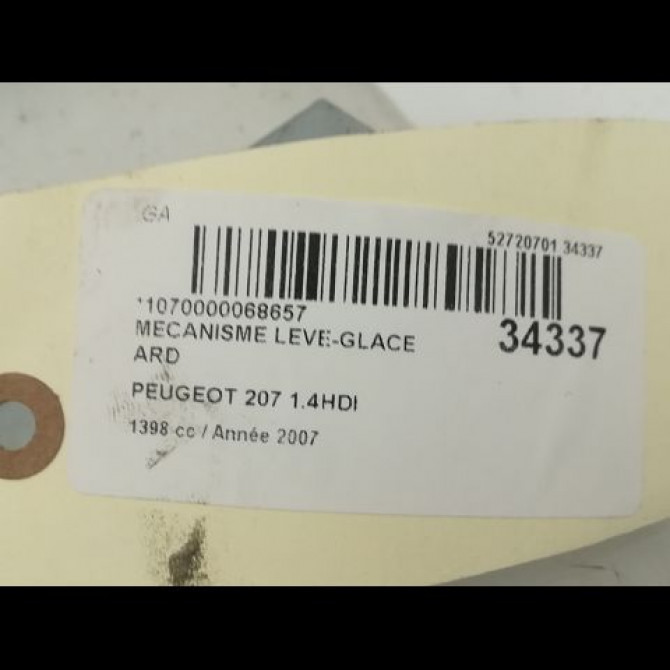 GA
52720701 34337
*1070000068657
34337
MECANISME LEVE-GLACE
ARD
PEUGEOT 207 1.4HDI
1398 cc / Année 2007